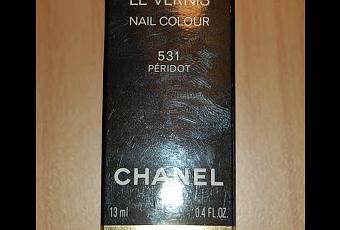 LE VERNIS
NAIL COLOUR
531
PÉRIDOT
CHANEL
13 ml 0.4 FL.OZ.